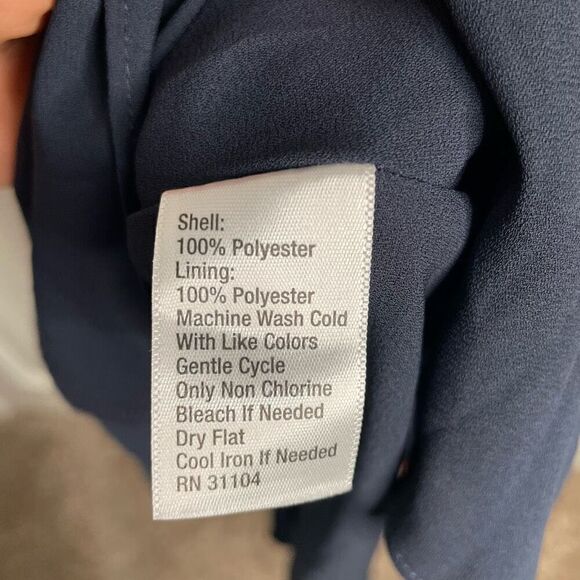 Shell:
100% Polyester
Lining:
100% Polyester
Machine Wash Cold
With Like Colors
Gentle Cycle
Only Non Chlorine
Bleach If Needed
Dry Flat
Cool Iron If Needed
RN 31104